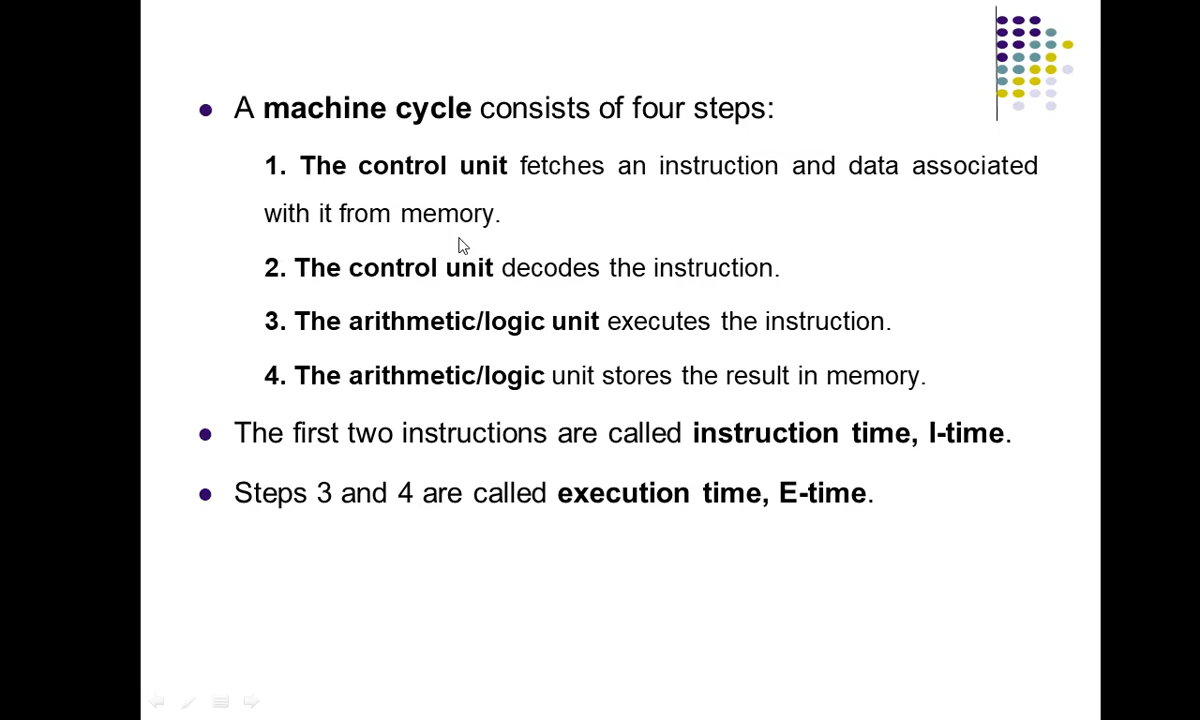 A machine cycle consists of four steps:
1. The control unit fetches an instruction and data associated
with it from memory.
2. The control unit decodes the instruction.
3. The arithmetic/logic unit executes the instruction.
4. The arithmetic/logic unit stores the result in memory.
The first two instructions are called instruction time, I-time.
Steps 3 and 4 are called execution time, E-time.